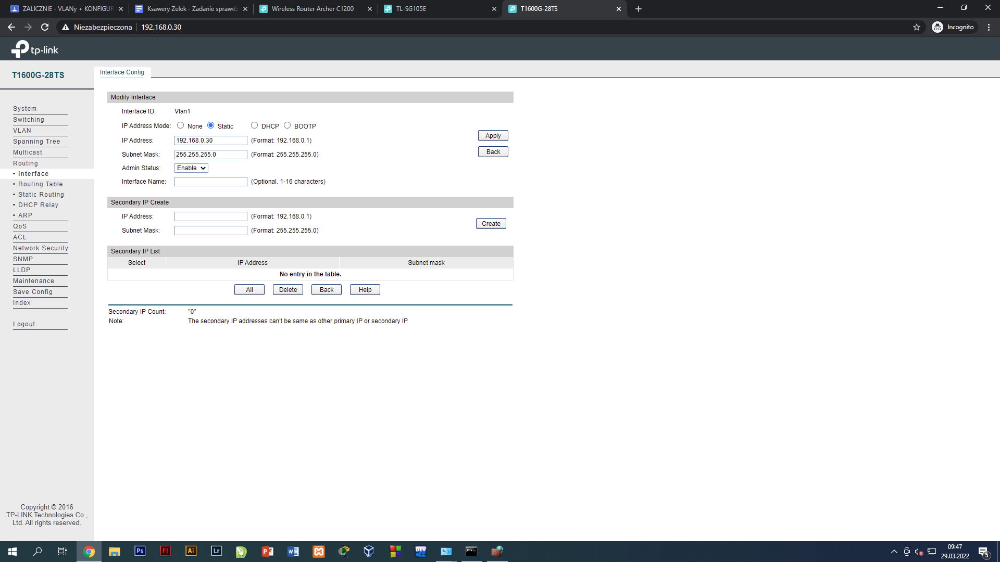 ZALICZNIE - VLANy + KONFIGUR
Ksawery Zelek - Zadanie sprawdz
Wireless Router Archer C1200
TL-SG105E
T1600G-28TS
Niezabezpieczona
192.168.0.30
Incognito
tp-link
T1600G-28TS
Interface Config
System
Switching
VLAN
Spanning Tree
Multicast
Routing
• Interface
• Routing Table
• Static Routing
• DHCP Relay
• ARP
QoS
ACL
Network Security
SNMP
LLDP
Maintenance
Save Config
Index
Logout
Copyright © 2016
TP-LINK Technologies Co.,
Ltd. All rights reserved.
Modify Interface
Interface ID: Vlan1
IP Address Mode: None Static DHCP BOOTP
IP Address: 192.168.0.30 (Format: 192.168.0.1)
Subnet Mask: 255.255.255.0 (Format: 255.255.255.0)
Admin Status: Enable
Interface Name: (Optional. 1-16 characters)
Apply
Back
Secondary IP Create
IP Address: (Format: 192.168.0.1)
Subnet Mask: (Format: 255.255.255.0)
Create
Secondary IP List
Select IP Address Subnet mask
No entry in the table.
All Delete Back Help
Secondary IP Count: "0"
Note: The secondary IP addresses can't be same as other primary IP or secondary IP.
Ps
Fl
Ai
Lr
P
W
DEV
C:\.
09:47
29.03.2022
5